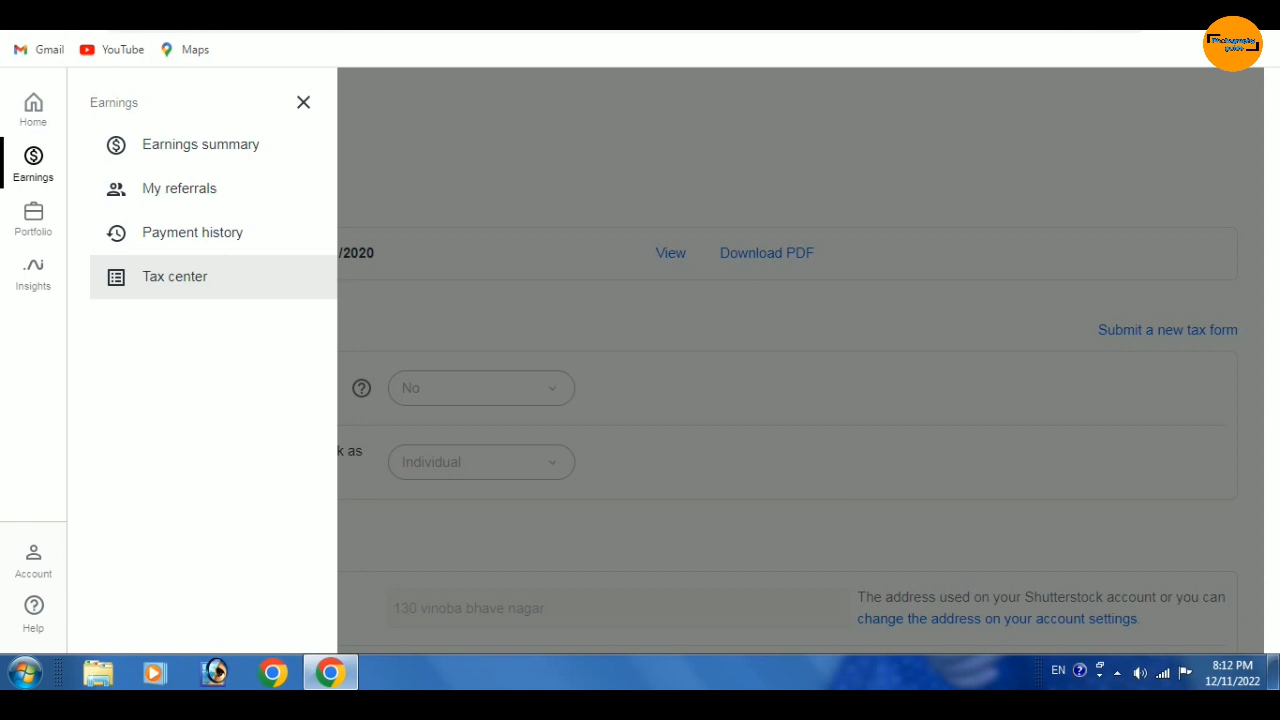 Gmail YouTube Maps
Photography
guide
Home
Earnings
Portfolio
Insights
Account
Help
Earnings
Earnings summary
My referrals
Payment history
Tax center
/2020 View Download PDF
Submit a new tax form
No
k as Individual
130 vinoba bhave nagar
The address used on your Shutterstock account or you can
change the address on your account settings.
EN
8:12 PM
12/11/2022